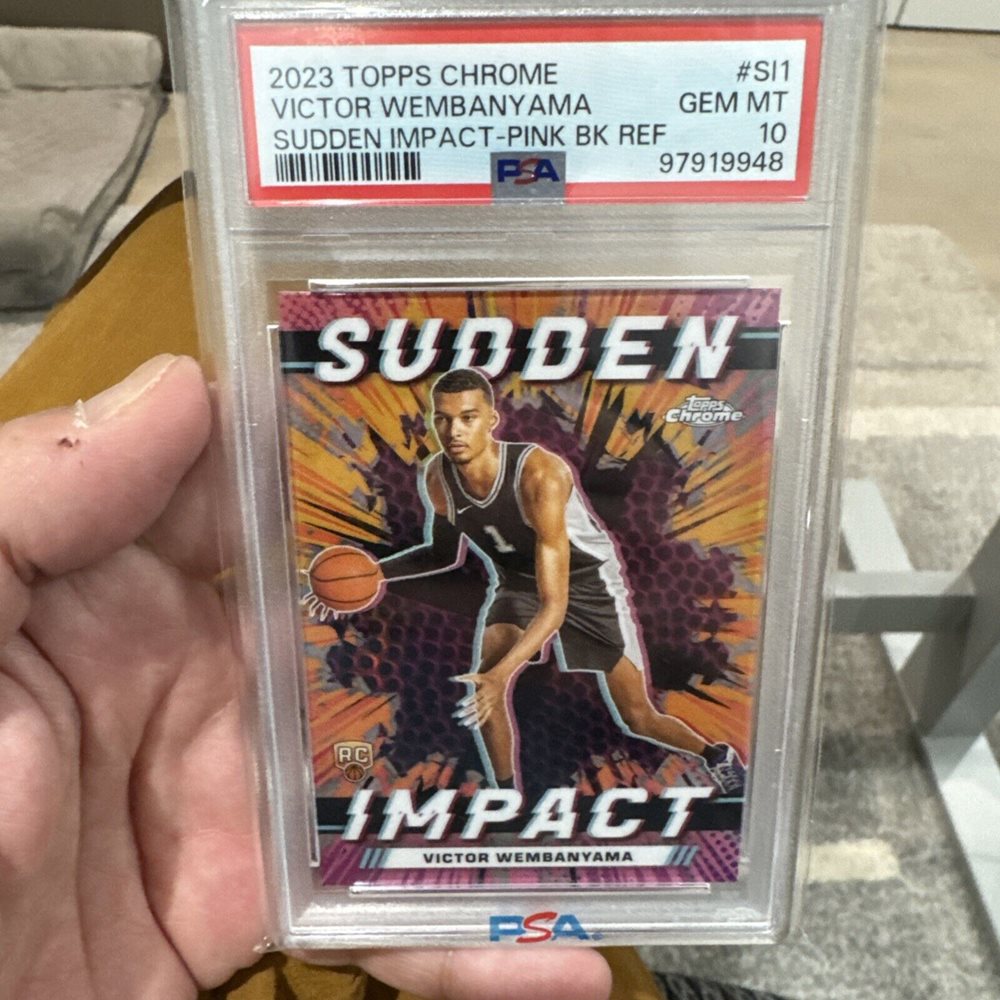 2023 TOPPS CHROME #SI1
VICTOR WEMBANYAMA GEM MT
SUDDEN IMPACT-PINK BK REF 10
PSA 97919948
SUDDEN
Topps Chrome
1
RC
IMPACT
VICTOR WEMBANYAMA
PSA